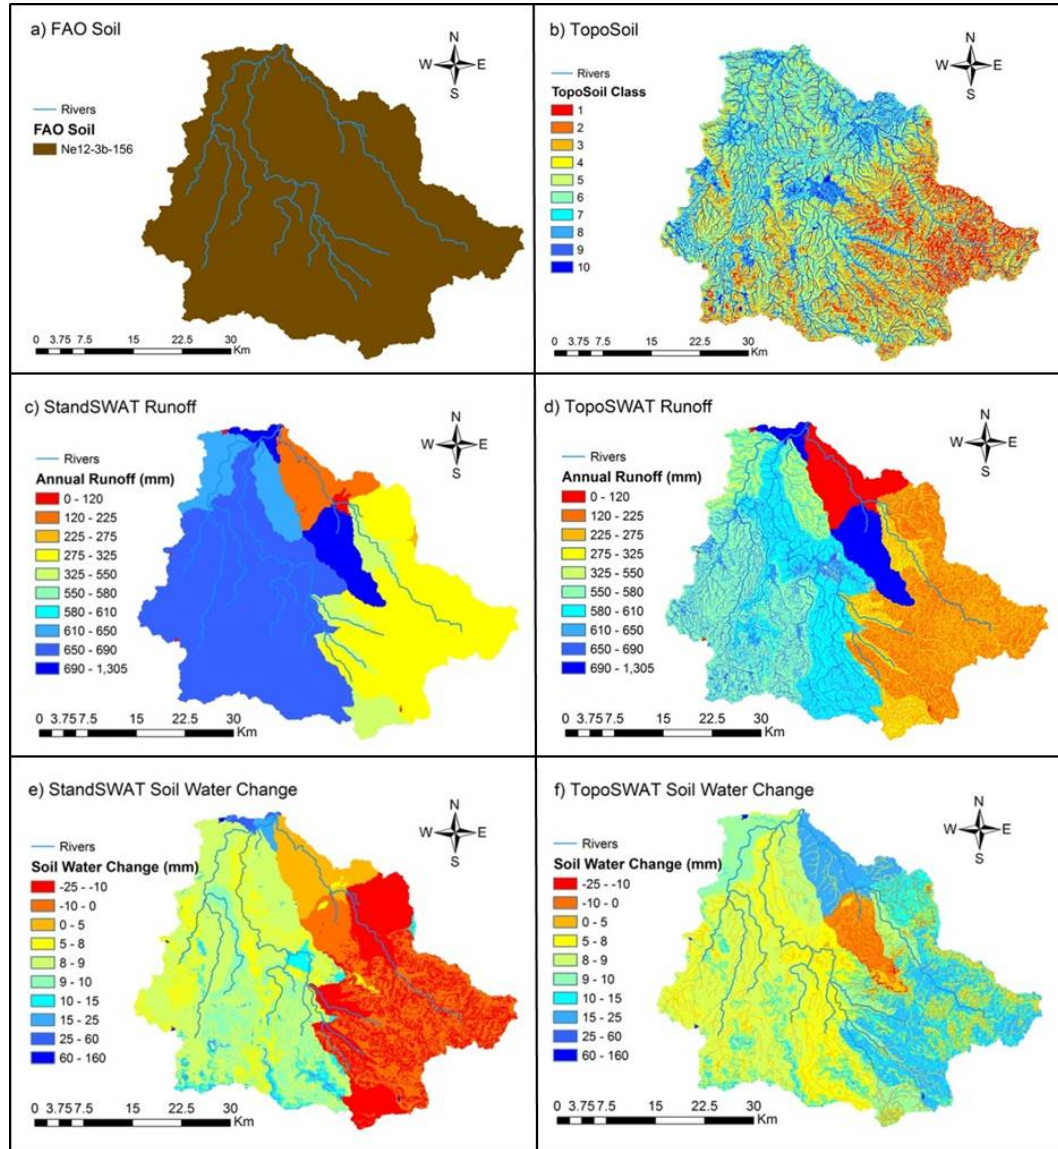 a) FAO Soil
N
W E
S
Rivers
FAO Soil
Ne12-3b-156
0 3.75 7.5 15 22.5 30
Km
b) TopoSoil
N
W E
S
Rivers
TopoSoil Class
1
2
3
4
5
6
7
8
9
10
0 3.75 7.5 15 22.5 30
Km
c) StandSWAT Runoff
N
W E
S
Rivers
Annual Runoff (mm)
0 - 120
120 - 225
225 - 275
275 - 325
325 - 550
550 - 580
580 - 610
610 - 650
650 - 690
690 - 1,305
0 3.75 7.5 15 22.5 30
Km
d) TopoSWAT Runoff
N
W E
S
Rivers
Annual Runoff (mm)
0 - 120
120 - 225
225 - 275
275 - 325
325 - 550
550 - 580
580 - 610
610 - 650
650 - 690
690 - 1,305
0 3.75 7.5 15 22.5 30
Km
e) StandSWAT Soil Water Change
N
W E
S
Rivers
Soil Water Change (mm)
-25 - -10
-10 - 0
0 - 5
5 - 8
8 - 9
9 - 10
10 - 15
15 - 25
25 - 60
60 - 160
0 3.75 7.5 15 22.5 30
Km
f) TopoSWAT Soil Water Change
N
W E
S
Rivers
Soil Water Change (mm)
-25 - -10
-10 - 0
0 - 5
5 - 8
8 - 9
9 - 10
10 - 15
15 - 25
25 - 60
60 - 160
0 3.75 7.5 15 22.5 30
Km